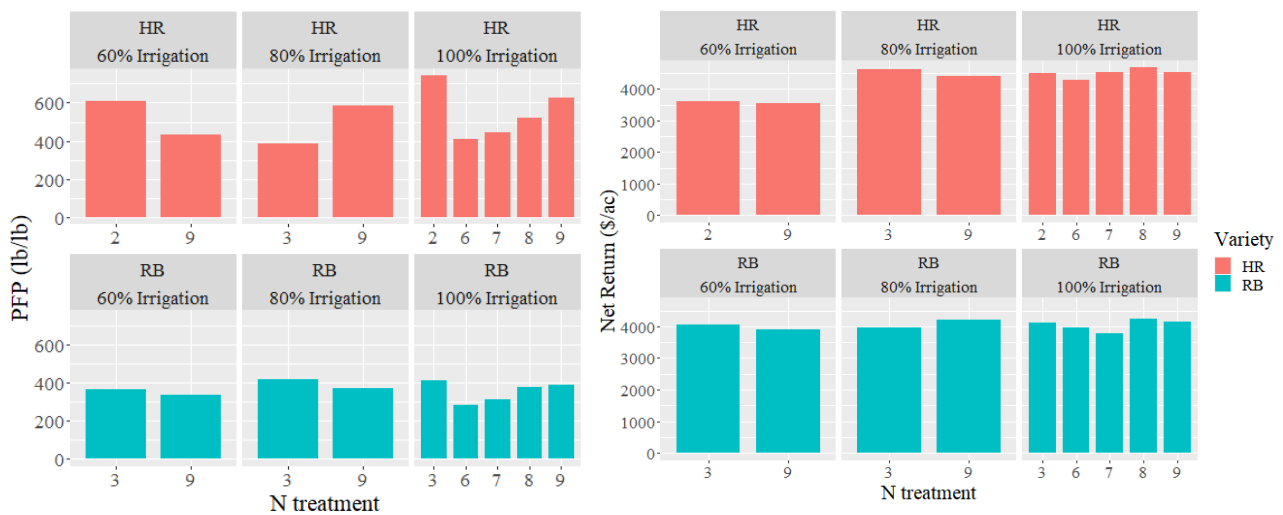 HR
60% Irrigation
HR
80% Irrigation
HR
100% Irrigation
600
400
200
0
2 9
3 9
2 6 7 8 9
RB
60% Irrigation
RB
80% Irrigation
RB
100% Irrigation
600
400
200
0
3 9
3 9
3 6 7 8 9
PFP (lb/lb)
N treatment
HR
60% Irrigation
HR
80% Irrigation
HR
100% Irrigation
4000
3000
2000
1000
0
2 9
3 9
2 6 7 8 9
RB
60% Irrigation
RB
80% Irrigation
RB
100% Irrigation
4000
3000
2000
1000
0
3 9
3 9
3 6 7 8 9
Net Return ($/ac)
N treatment
Variety
HR
RB